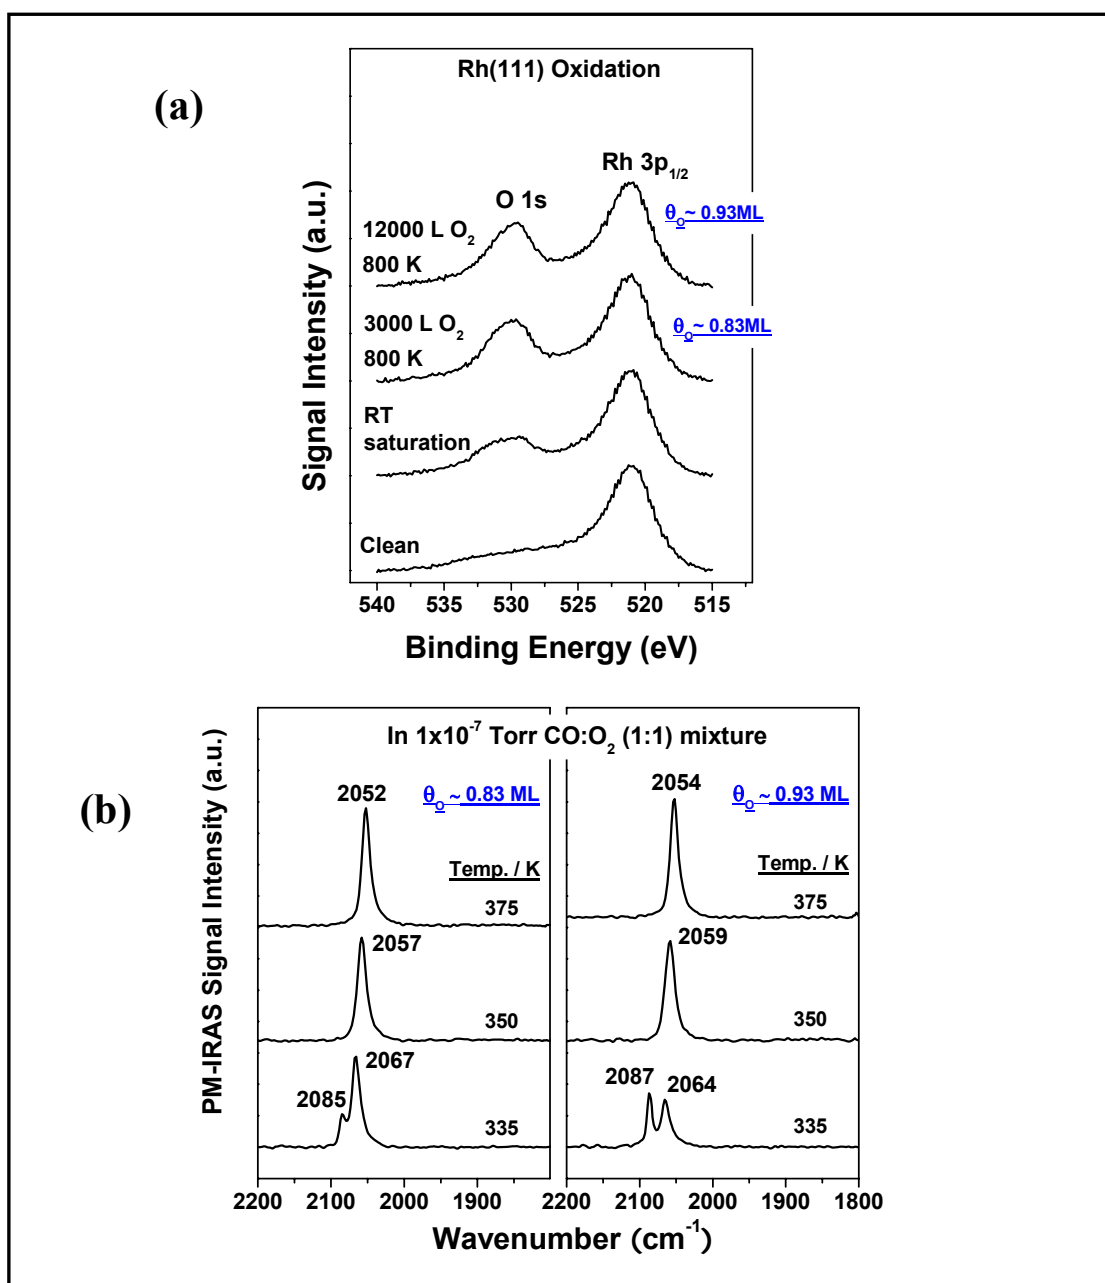 (a)
Rh(111) Oxidation
Rh 3p1/2
O 1s
θO~ 0.93ML
12000 L O2
800 K
3000 L O2
θO~ 0.83ML
800 K
RT
saturation
Clean
Signal Intensity (a.u.)
540 535 530 525 520 515
Binding Energy (eV)
(b)
In 1x10-7 Torr CO:O2 (1:1) mixture
2052
θO ~ 0.83 ML
Temp. / K
375
2057
350
2067
2085
335
2054
θO ~ 0.93 ML
Temp. / K
375
2059
350
2087
2064
335
PM-IRAS Signal Intensity (a.u.)
2200 2100 2000 1900 2200 2100 2000 1900 1800
Wavenumber (cm-1)